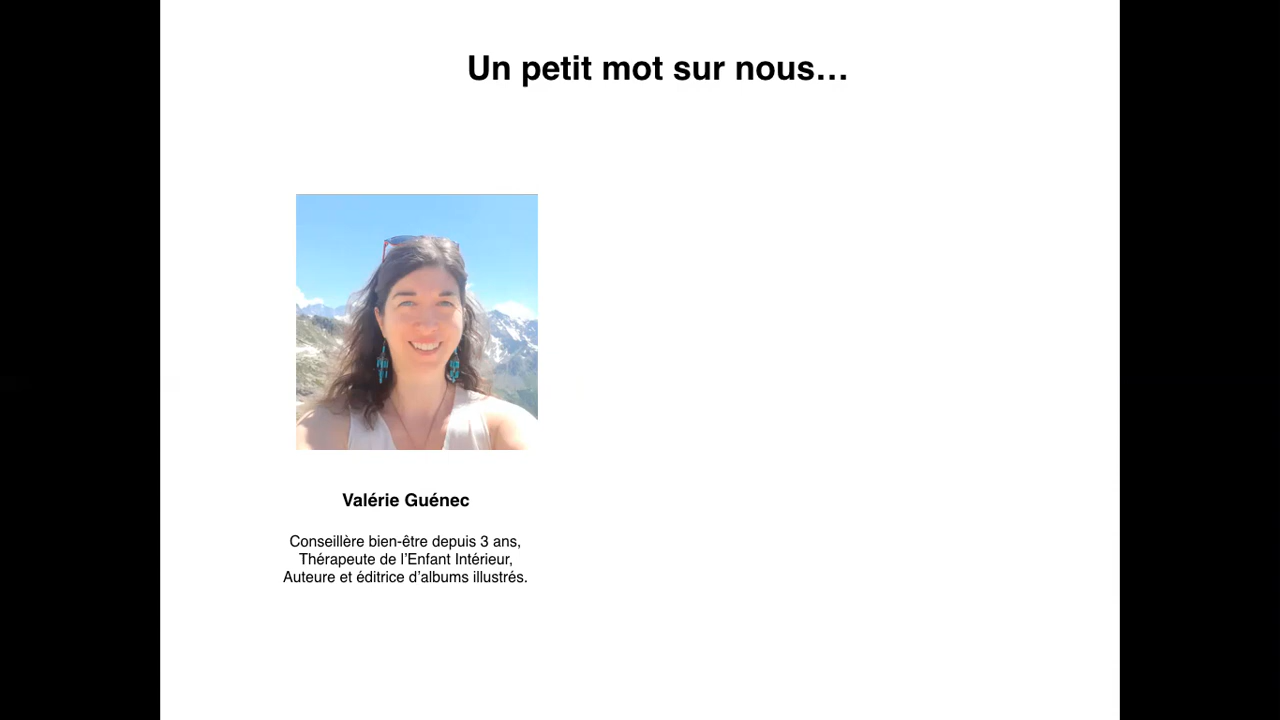 Un petit mot sur nous…
Valérie Guénec
Conseillère bien-être depuis 3 ans,
Thérapeute de l’Enfant Intérieur,
Auteure et éditrice d’albums illustrés.